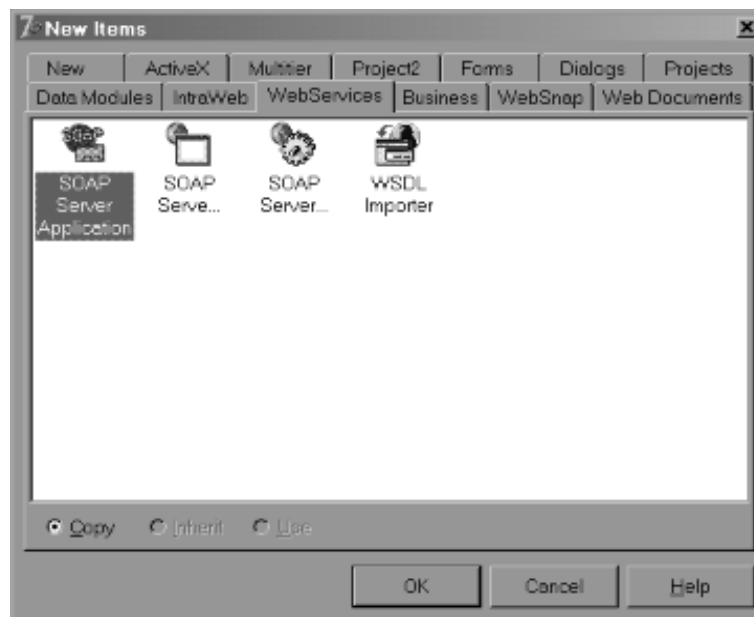 7 New Items
New ActiveX Multitier Project2 Forms Dialogs Projects
Data Modules IntraWeb WebServices Business WebSnap Web Documents
SOAP Server Application
SOAP Serve...
SOAP Server...
WSDL Importer
Copy Inherit Use
OK Cancel Help